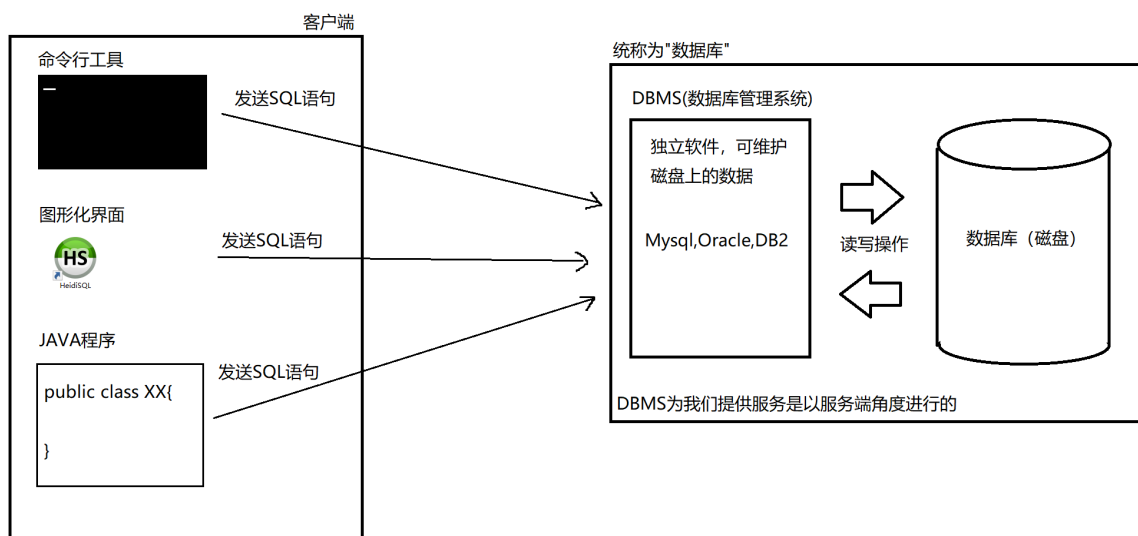 客户端
命令行工具
发送SQL语句
图形化界面
发送SQL语句
HS
HeidiSQL
JAVA程序
发送SQL语句
public class XX{
}
统称为"数据库"
DBMS(数据库管理系统)
独立软件，可维护
磁盘上的数据
Mysql,Oracle,DB2
读写操作
数据库（磁盘）
DBMS为我们提供服务是以服务端角度进行的